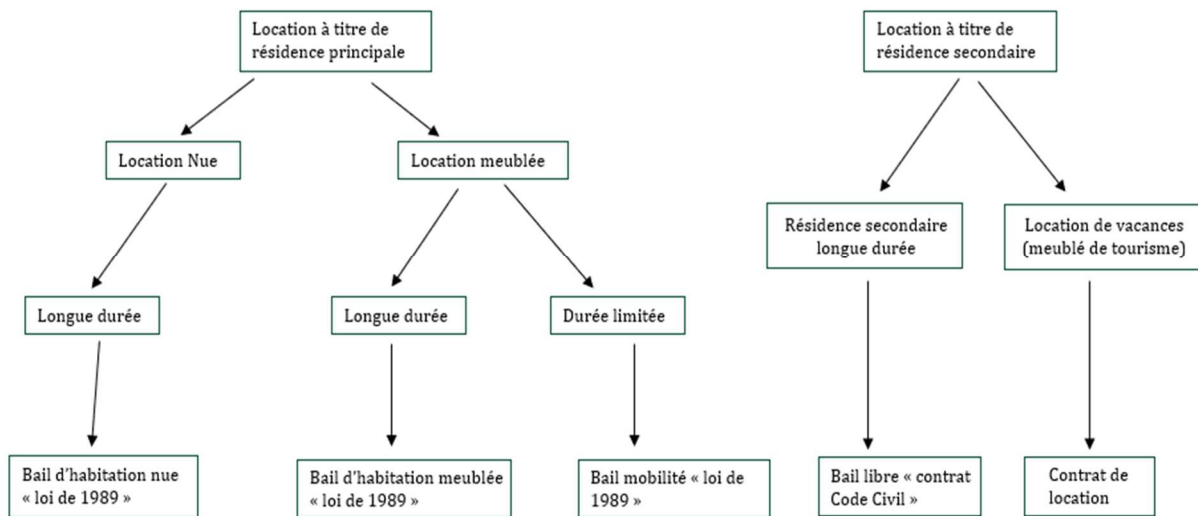 Location à titre de
résidence principale
Location à titre de
résidence secondaire
Location Nue
Location meublée
Résidence secondaire
longue durée
Location de vacances
(meublé de tourisme)
Longue durée
Longue durée
Durée limitée
Bail d'habitation nue
« loi de 1989 »
Bail d'habitation meublée
« loi de 1989 »
Bail mobilité « loi de
1989 »
Bail libre « contrat
Code Civil »
Contrat de
location